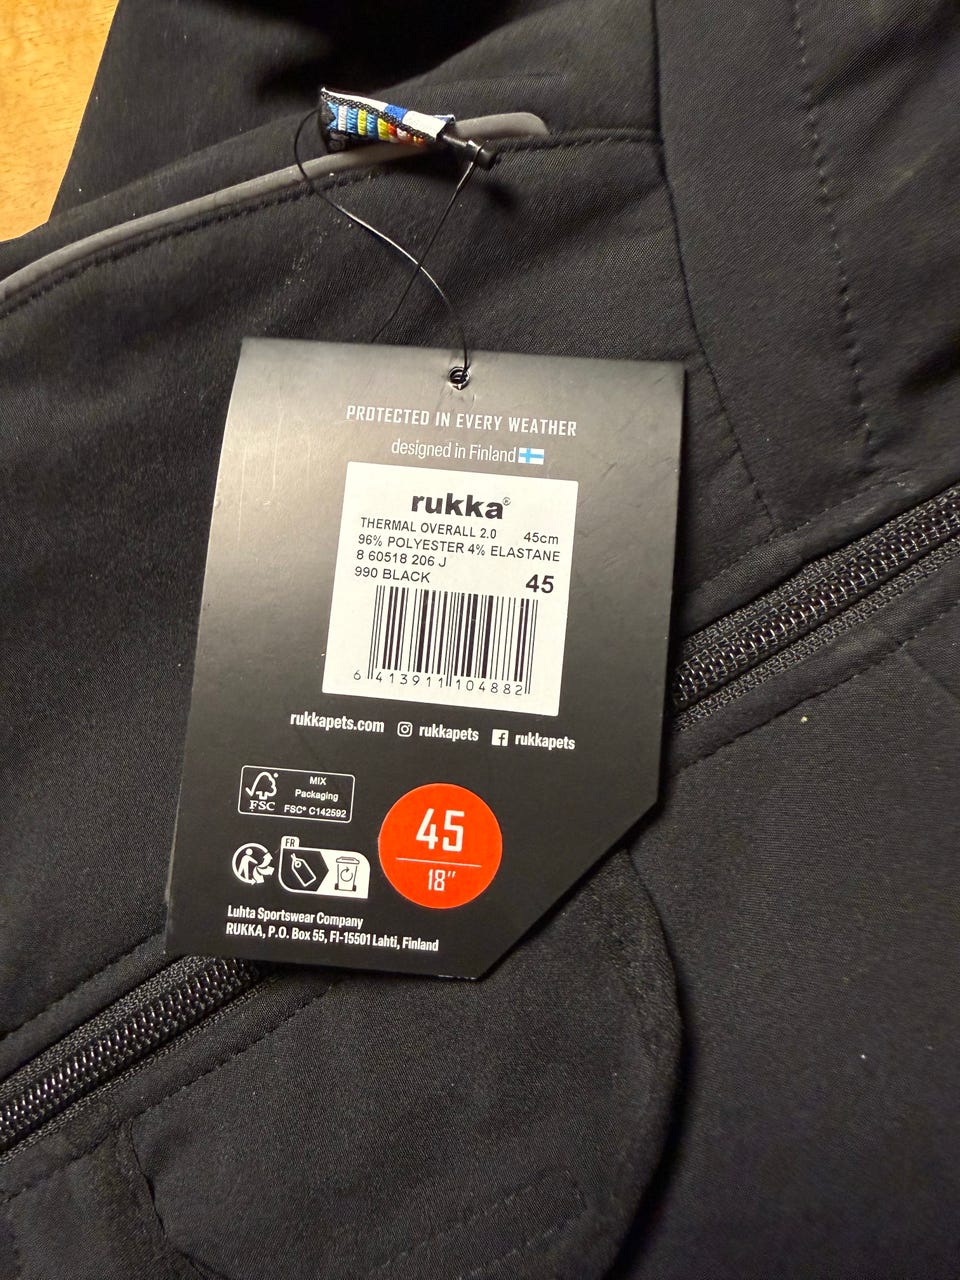 PROTECTED IN EVERY WEATHER
designed in Finland
rukka®
THERMAL OVERALL 2.0 45cm
96% POLYESTER 4% ELASTANE
8 60518 206 J
990 BLACK 45
6 413911 104882
rukkapets.com rukkapets rukkapets
FSC
MIX
Packaging
FSC® C142592
45
18"
FR
Luhta Sportswear Company
RUKKA, P.O. Box 55, FI-15501 Lahti, Finland